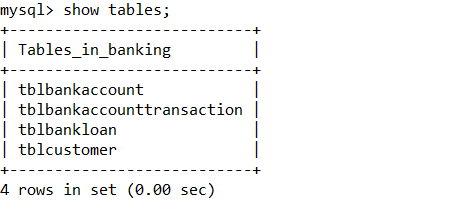 mysql> show tables;
+---------------------------+
| Tables_in_banking         |
+---------------------------+
| tblbankaccount            |
| tblbankaccounttransaction |
| tblbankloan               |
| tblcustomer               |
+---------------------------+
4 rows in set (0.00 sec)